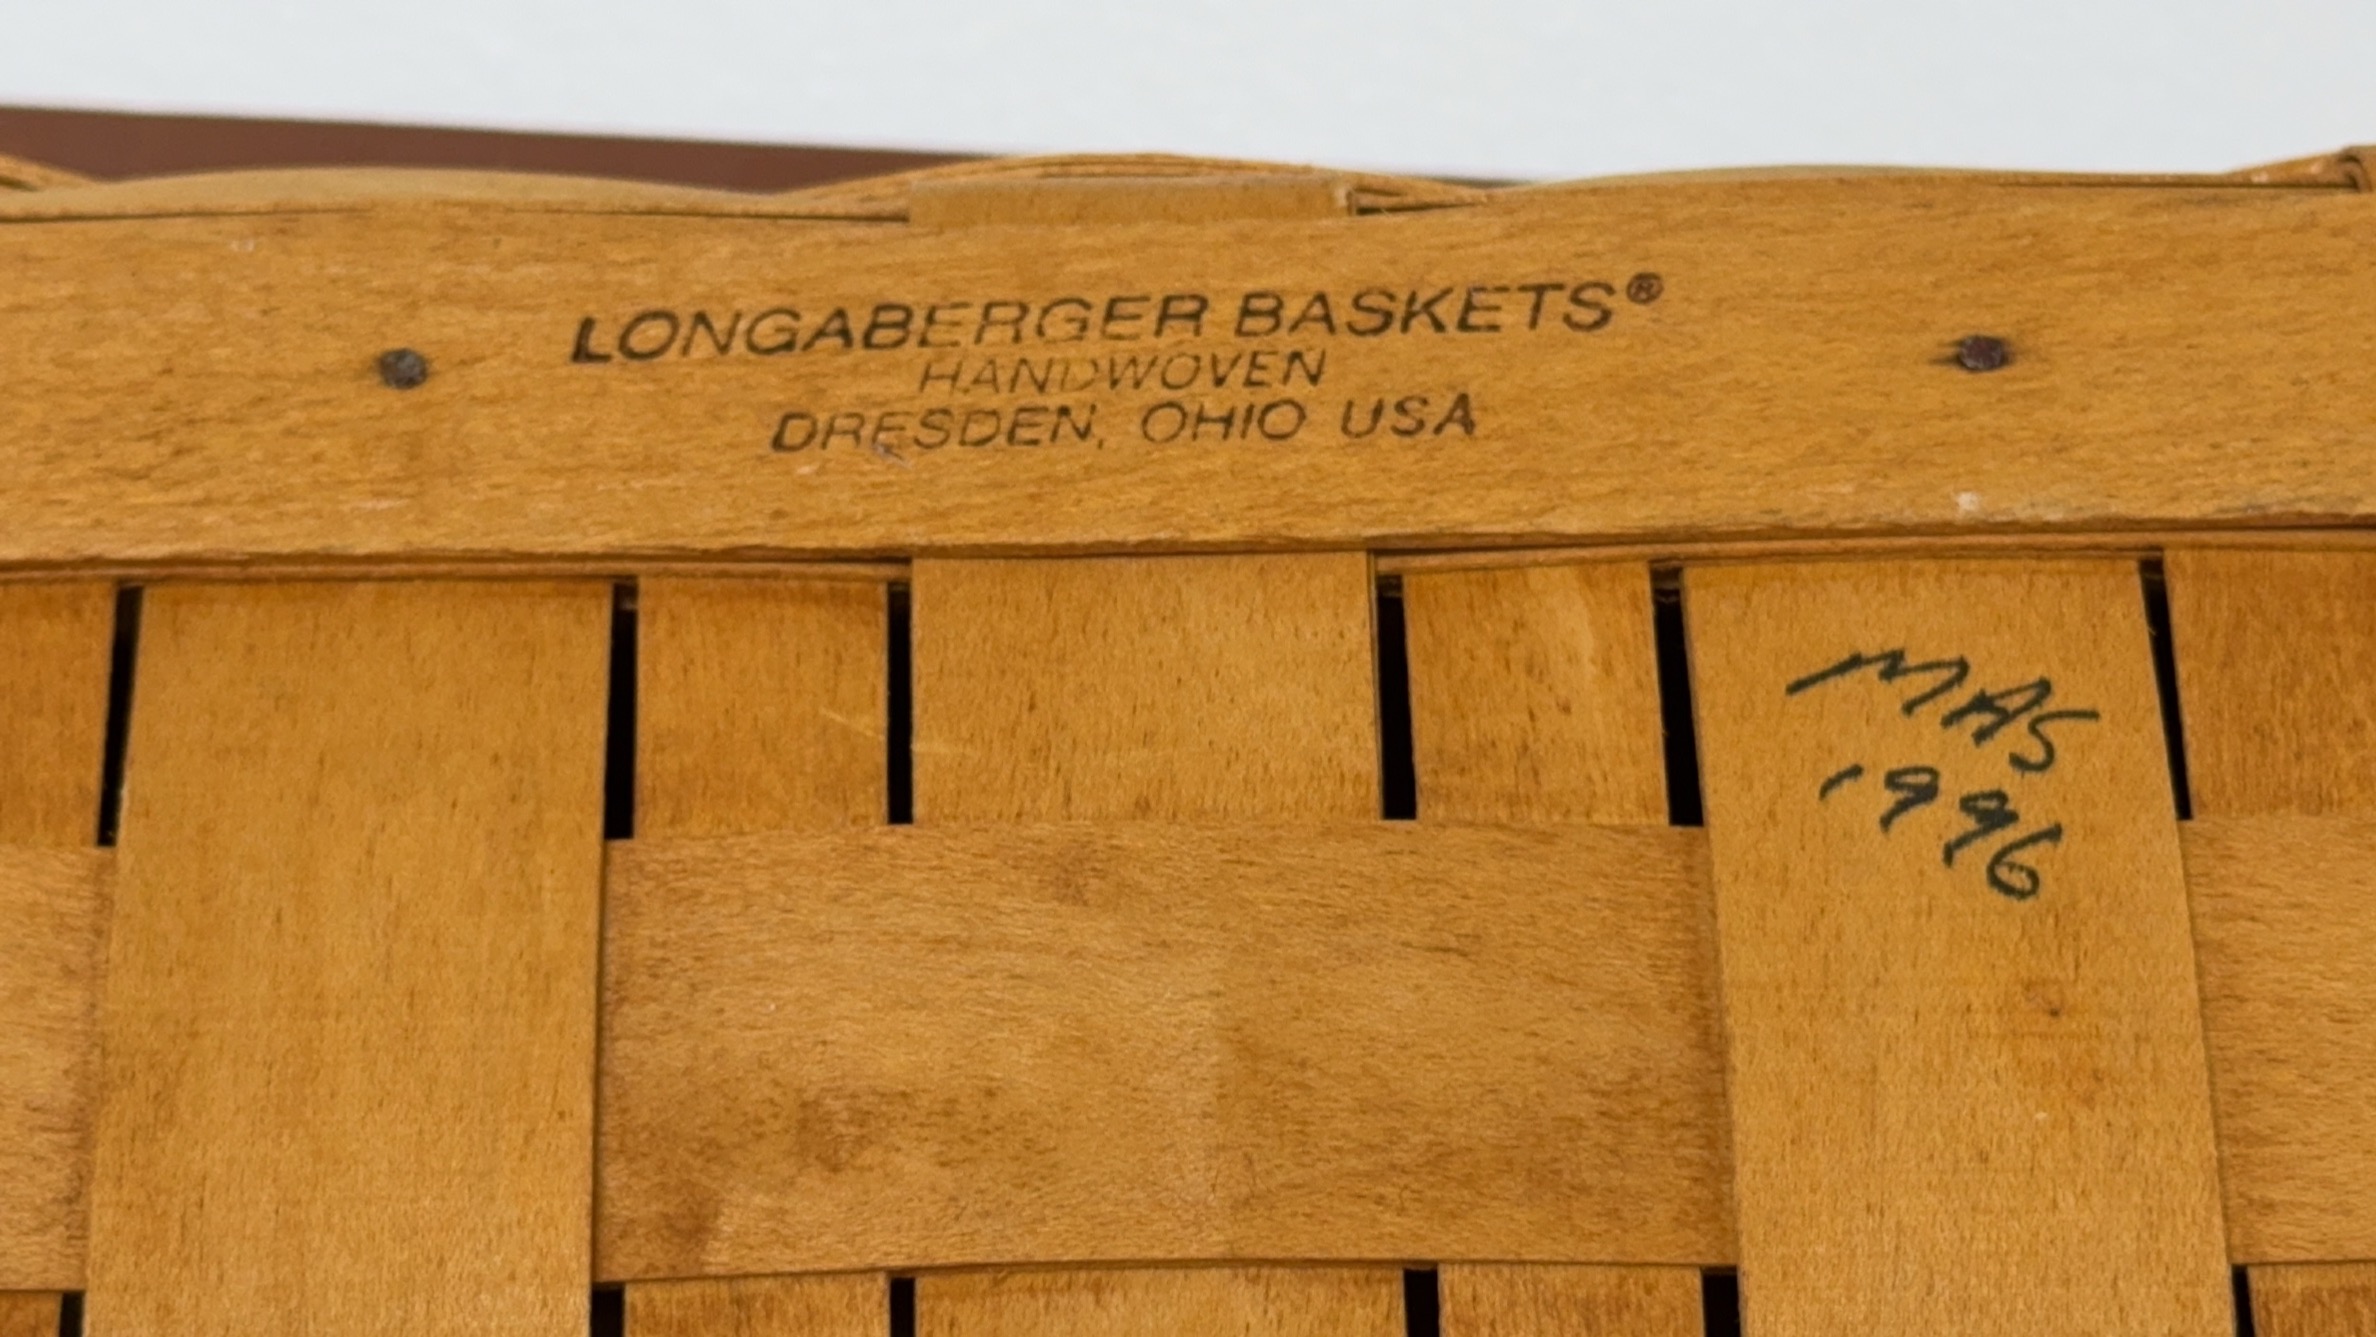 LONGABERGER BASKETS®
HANDWOVEN
DRESDEN, OHIO USA
MAS
1996